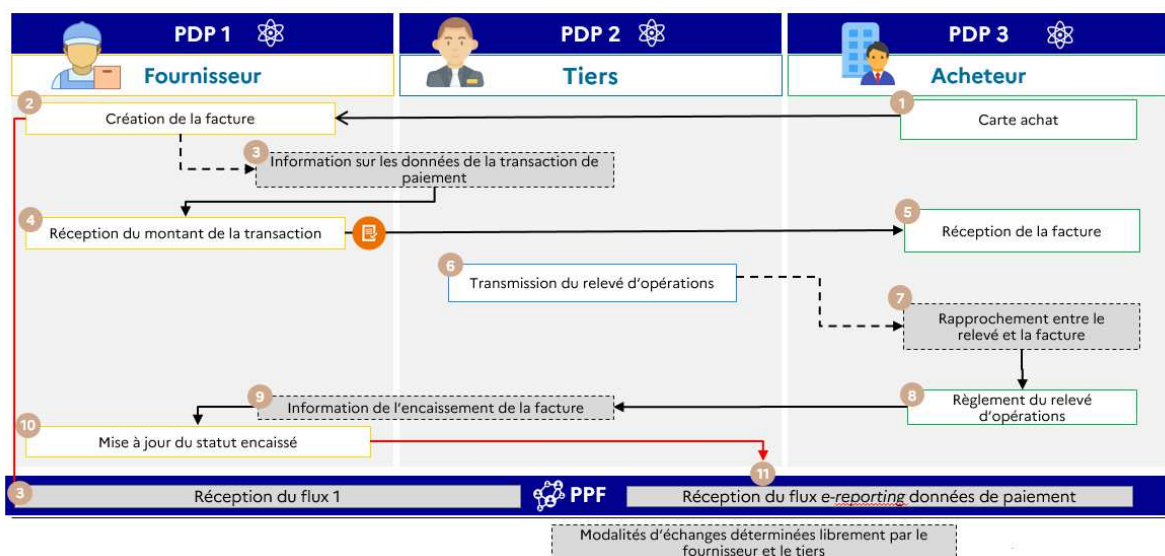 PDP 1
PDP 2
PDP 3
Fournisseur
Tiers
Acheteur
2
Création de la facture
1
Carte achat
3
Information sur les données de la transaction de
paiement
4
Réception du montant de la transaction
5
Réception de la facture
6
Transmission du relevé d'opérations
7
Rapprochement entre le
relevé et la facture
8
Règlement du relevé
d'opérations
9
Information de l'encaissement de la facture
10
Mise à jour du statut encaissé
11
3
Réception du flux 1
PPF
Réception du flux e-reporting données de paiement
Modalités d'échanges déterminées librement par le
fournisseur et le tiers